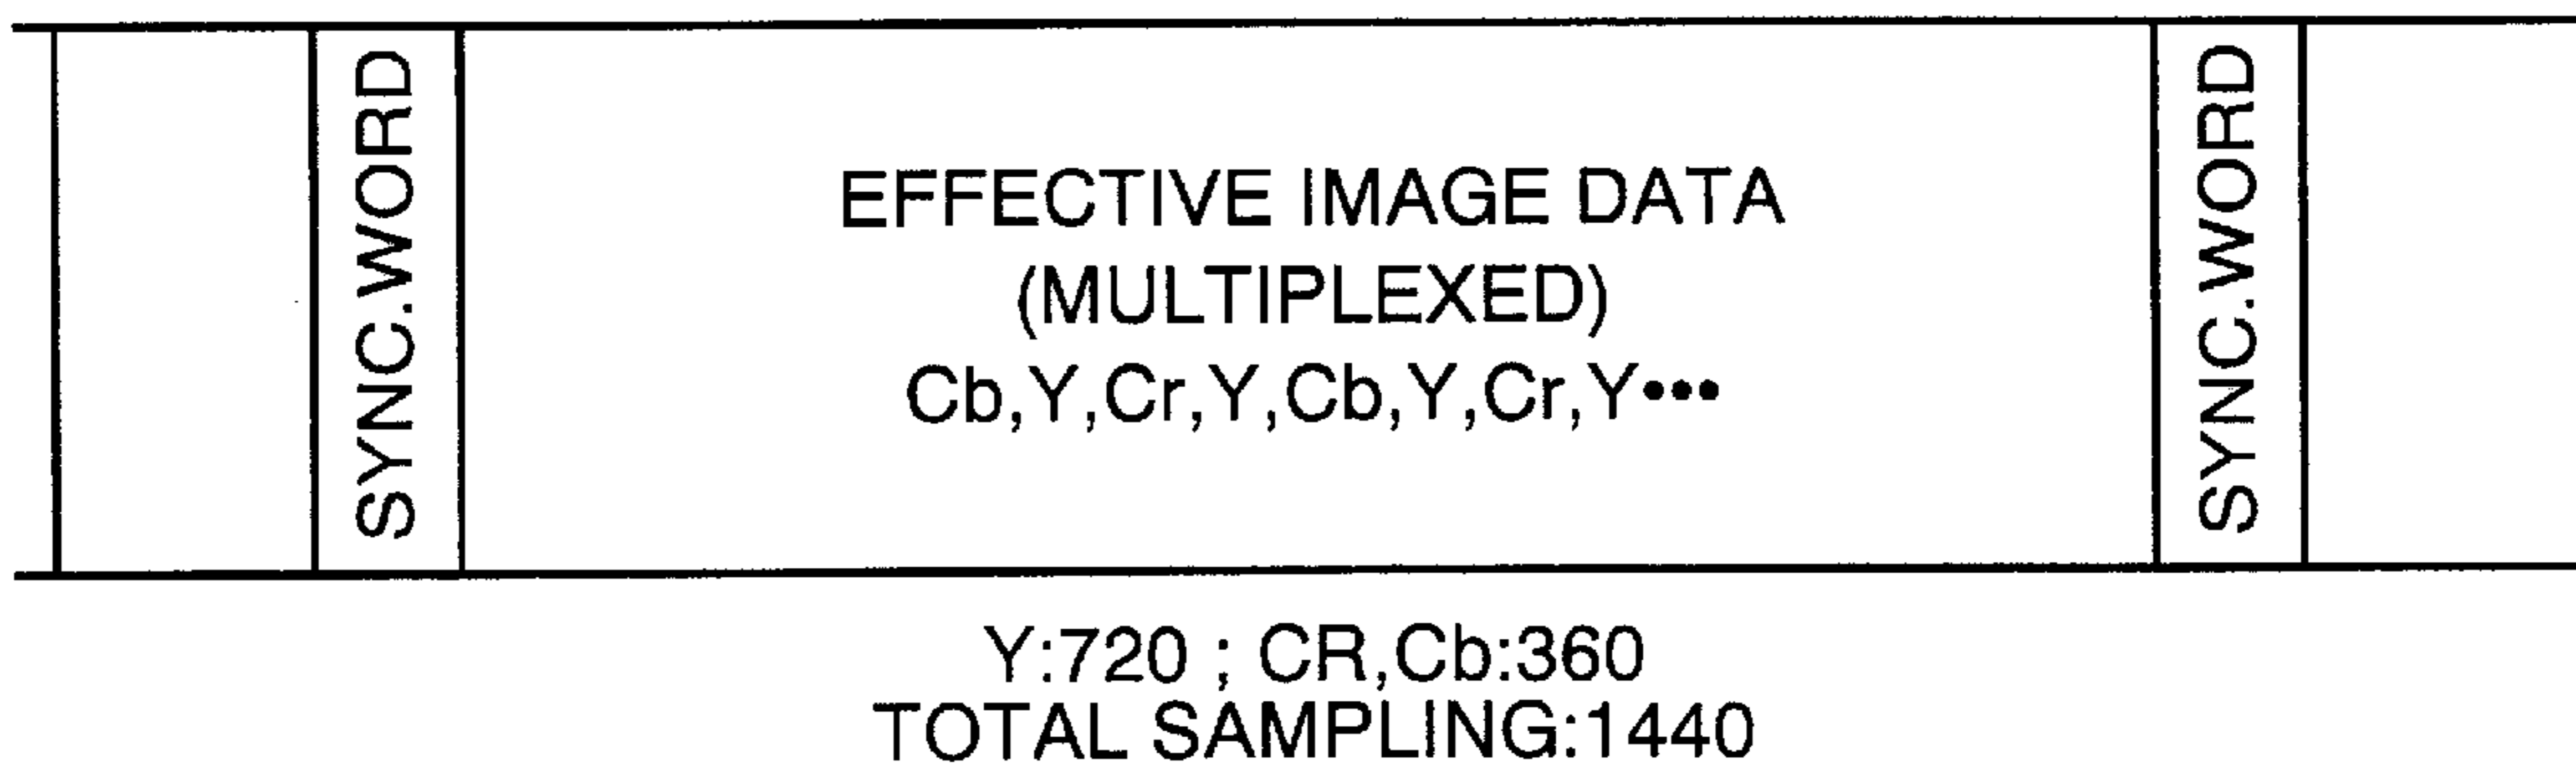 SYNC.WORD
EFFECTIVE IMAGE DATA
(MULTIPLEXED)
Cb,Y,Cr,Y,Cb,Y,Cr,Y•••
SYNC.WORD
Y:720 ; CR,Cb:360
TOTAL SAMPLING:1440